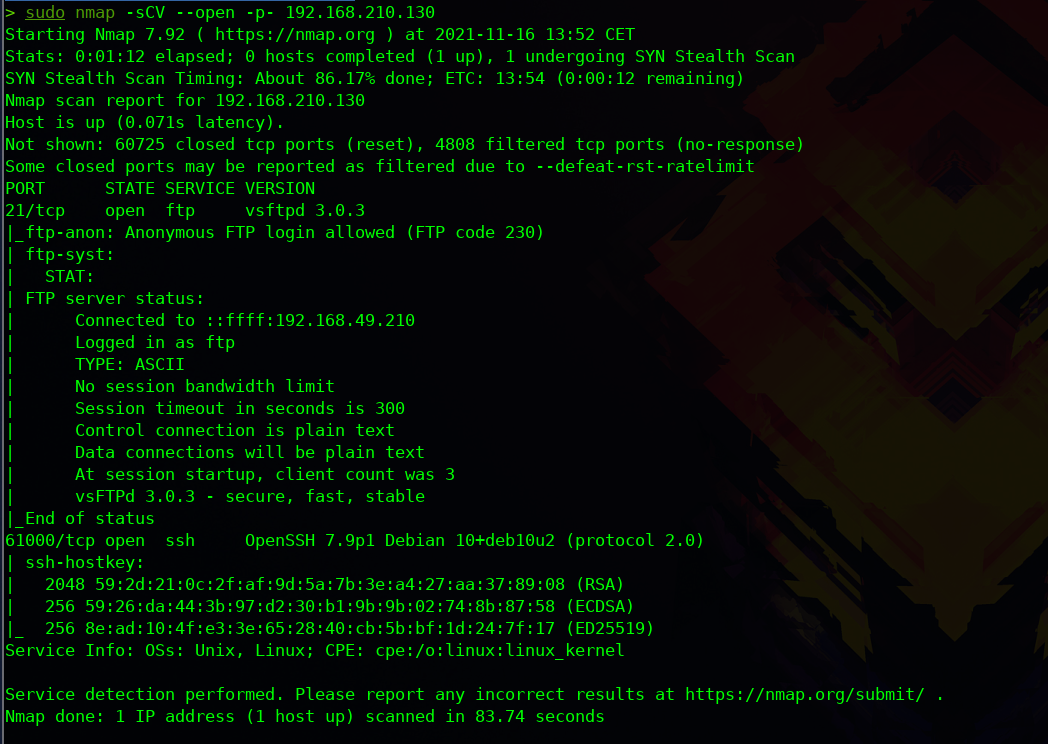 > sudo nmap -sCV --open -p- 192.168.210.130
Starting Nmap 7.92 ( https://nmap.org ) at 2021-11-16 13:52 CET
Stats: 0:01:12 elapsed; 0 hosts completed (1 up), 1 undergoing SYN Stealth Scan
SYN Stealth Scan Timing: About 86.17% done; ETC: 13:54 (0:00:12 remaining)
Nmap scan report for 192.168.210.130
Host is up (0.071s latency).
Not shown: 60725 closed tcp ports (reset), 4808 filtered tcp ports (no-response)
Some closed ports may be reported as filtered due to --defeat-rst-ratelimit
PORT      STATE SERVICE VERSION
21/tcp    open  ftp     vsftpd 3.0.3
|_ftp-anon: Anonymous FTP login allowed (FTP code 230)
| ftp-syst:
|   STAT:
| FTP server status:
|      Connected to ::ffff:192.168.49.210
|      Logged in as ftp
|      TYPE: ASCII
|      No session bandwidth limit
|      Session timeout in seconds is 300
|      Control connection is plain text
|      Data connections will be plain text
|      At session startup, client count was 3
|      vsFTPd 3.0.3 - secure, fast, stable
|_End of status
61000/tcp open  ssh     OpenSSH 7.9p1 Debian 10+deb10u2 (protocol 2.0)
| ssh-hostkey:
|   2048 59:2d:21:0c:2f:af:9d:5a:7b:3e:a4:27:aa:37:89:08 (RSA)
|   256 59:26:da:44:3b:97:d2:30:b1:9b:9b:02:74:8b:87:58 (ECDSA)
|_  256 8e:ad:10:4f:e3:3e:65:28:40:cb:5b:bf:1d:24:7f:17 (ED25519)
Service Info: OSs: Unix, Linux; CPE: cpe:/o:linux:linux_kernel
Service detection performed. Please report any incorrect results at https://nmap.org/submit/ .
Nmap done: 1 IP address (1 host up) scanned in 83.74 seconds